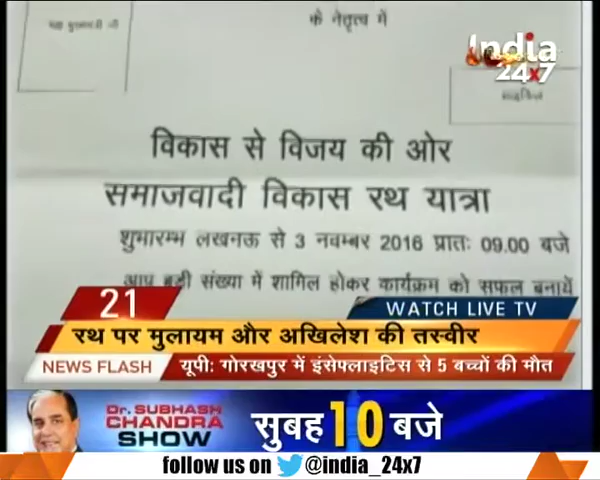 के नेतृत्व में
India
24x7
साइकिल
विकास से विजय की ओर
समाजवादी विकास रथ यात्रा
शुभारम्भ लखनऊ से 3 नवम्बर 2016 प्रातः 09.00 बजे
आप बड़ी संख्या में शामिल होकर कार्यक्रम को सफल बनायें
21
WATCH LIVE TV
रथ पर मुलायम और अखिलेश की तस्वीर
NEWS FLASH
यूपी: गोरखपुर में इंसेफ्लाइटिस से 5 बच्चों की मौत
Dr. SUBHASH
CHANDRA
SHOW
सुबह 10 बजे
follow us on @india_24x7